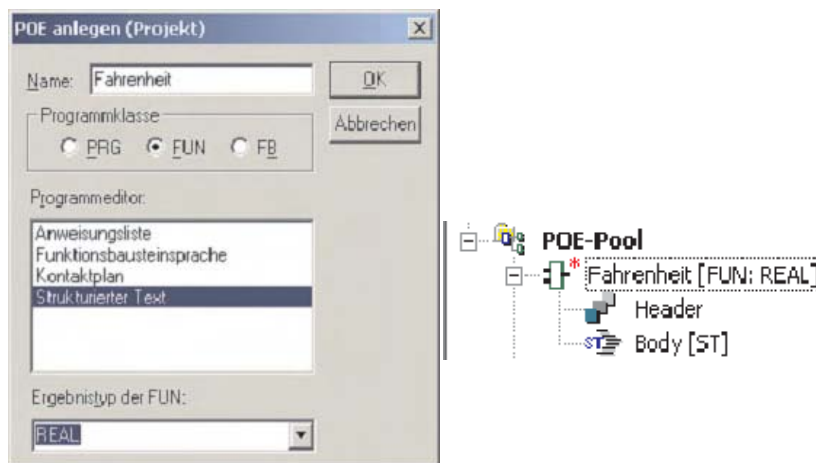 POE anlegen (Projekt)
Name: Fahrenheit
OK
Programmklasse
PRG FUN FB
Abbrechen
Programmeditor:
Anweisungsliste
Funktionsbausteinsprache
Kontaktplan
Strukturierter Text
Ergebnistyp der FUN:
REAL
POE-Pool
Fahrenheit [FUN: REAL]
Header
ST Body [ST]